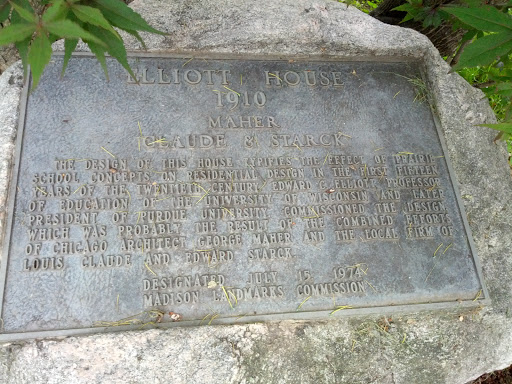 ELLIOTT HOUSE
1910
MAHER
CLAUDE & STARCK
THE DESIGN OF THIS HOUSE TYPIFIES THE EFFECT OF PRAIRIE
SCHOOL CONCEPTS ON RESIDENTIAL DESIGN IN THE FIRST FIFTEEN
YEARS OF THE TWENTIETH CENTURY. EDWARD C. ELLIOTT, PROFESSOR
OF EDUCATION OF THE UNIVERSITY OF WISCONSIN AND LATER
PRESIDENT OF PURDUE UNIVERSITY, COMMISSIONED THE DESIGN,
WHICH WAS PROBABLY THE RESULT OF THE COMBINED EFFORTS
OF CHICAGO ARCHITECT GEORGE MAHER AND THE LOCAL FIRM OF
LOUIS CLAUDE AND EDWARD STARCK.
DESIGNATED JULY 15, 1974
MADISON LANDMARKS COMMISSION